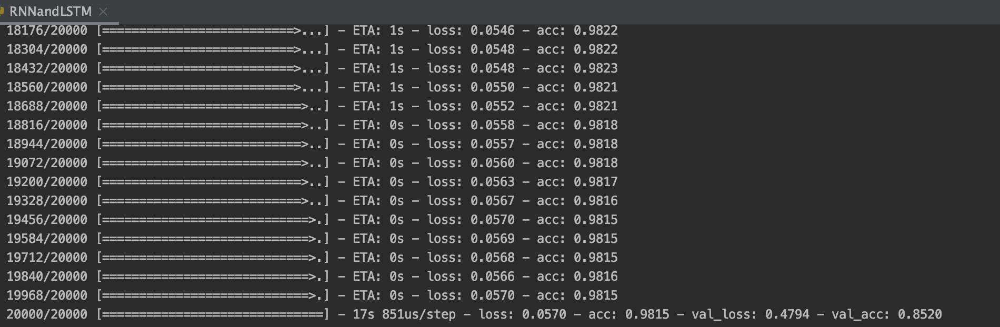 RNNandLSTM ×
18176/20000 [==========================>...] - ETA: 1s - loss: 0.0546 - acc: 0.9822
18304/20000 [==========================>...] - ETA: 1s - loss: 0.0548 - acc: 0.9822
18432/20000 [==========================>...] - ETA: 1s - loss: 0.0548 - acc: 0.9823
18560/20000 [==========================>...] - ETA: 1s - loss: 0.0550 - acc: 0.9821
18688/20000 [===========================>..] - ETA: 1s - loss: 0.0552 - acc: 0.9821
18816/20000 [===========================>..] - ETA: 0s - loss: 0.0558 - acc: 0.9818
18944/20000 [===========================>..] - ETA: 0s - loss: 0.0557 - acc: 0.9818
19072/20000 [===========================>..] - ETA: 0s - loss: 0.0560 - acc: 0.9818
19200/20000 [===========================>..] - ETA: 0s - loss: 0.0563 - acc: 0.9817
19328/20000 [===========================>..] - ETA: 0s - loss: 0.0567 - acc: 0.9816
19456/20000 [============================>.] - ETA: 0s - loss: 0.0570 - acc: 0.9815
19584/20000 [============================>.] - ETA: 0s - loss: 0.0569 - acc: 0.9815
19712/20000 [============================>.] - ETA: 0s - loss: 0.0568 - acc: 0.9815
19840/20000 [============================>.] - ETA: 0s - loss: 0.0566 - acc: 0.9816
19968/20000 [============================>.] - ETA: 0s - loss: 0.0570 - acc: 0.9815
20000/20000 [==============================] - 17s 851us/step - loss: 0.0570 - acc: 0.9815 - val_loss: 0.4794 - val_acc: 0.8520